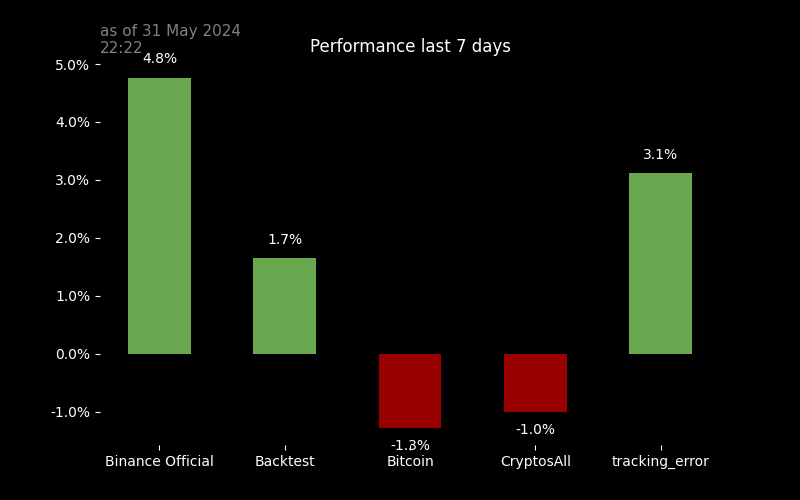 as of 31 May 2024
22:22
Performance last 7 days
5.0%
4.0%
3.0%
2.0%
1.0%
0.0%
-1.0%
4.8%
1.7%
-1.3%
-1.0%
3.1%
Binance Official
Backtest
Bitcoin
CryptosAll
tracking_error